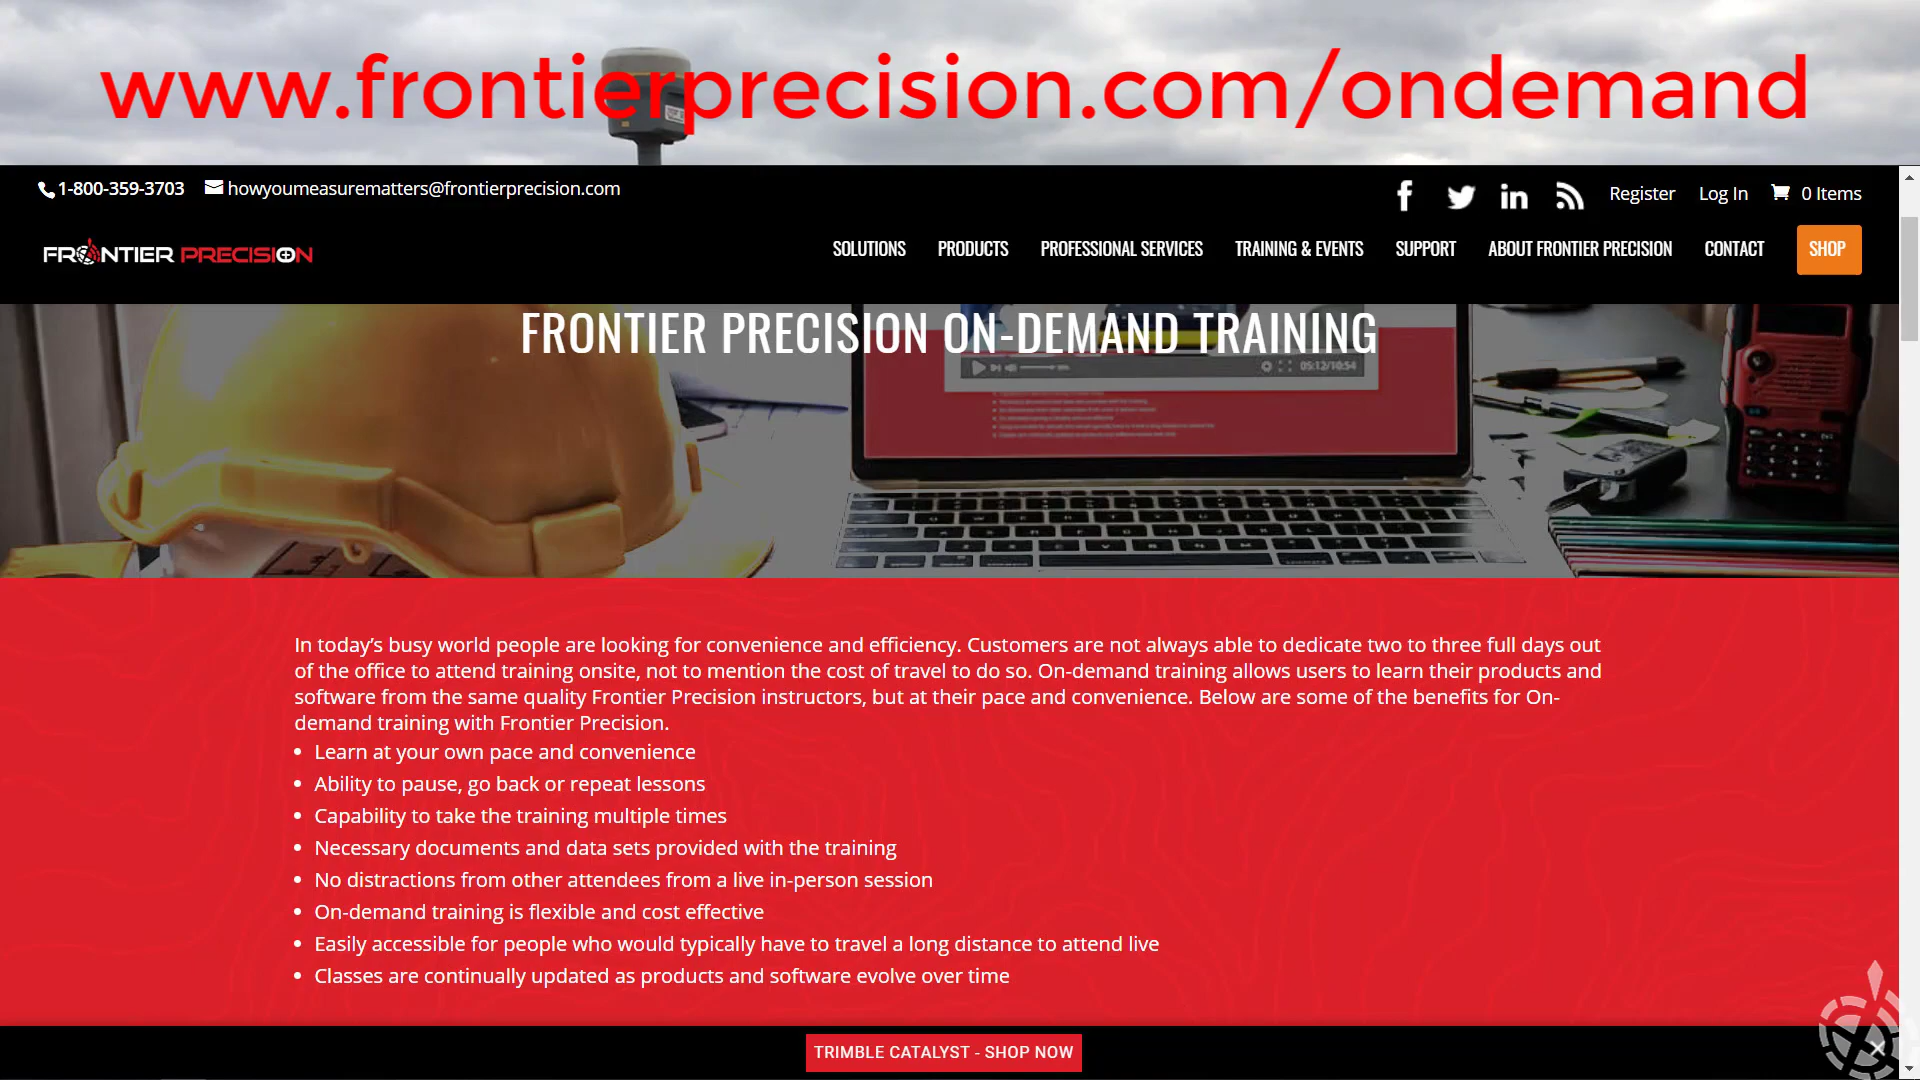 www.frontierprecision.com/ondemand
1-800-359-3703 howyoumeasurematters@frontierprecision.com
Register Log In 0 Items
FRONTIER PRECISION
SOLUTIONS PRODUCTS PROFESSIONAL SERVICES TRAINING & EVENTS SUPPORT ABOUT FRONTIER PRECISION CONTACT SHOP
FRONTIER PRECISION ON-DEMAND TRAINING
05:12/10:54
In today’s busy world people are looking for convenience and efficiency. Customers are not always able to dedicate two to three full days out
of the office to attend training onsite, not to mention the cost of travel to do so. On-demand training allows users to learn their products and
software from the same quality Frontier Precision instructors, but at their pace and convenience. Below are some of the benefits for On-
demand training with Frontier Precision.
• Learn at your own pace and convenience
• Ability to pause, go back or repeat lessons
• Capability to take the training multiple times
• Necessary documents and data sets provided with the training
• No distractions from other attendees from a live in-person session
• On-demand training is flexible and cost effective
• Easily accessible for people who would typically have to travel a long distance to attend live
• Classes are continually updated as products and software evolve over time
TRIMBLE CATALYST - SHOP NOW